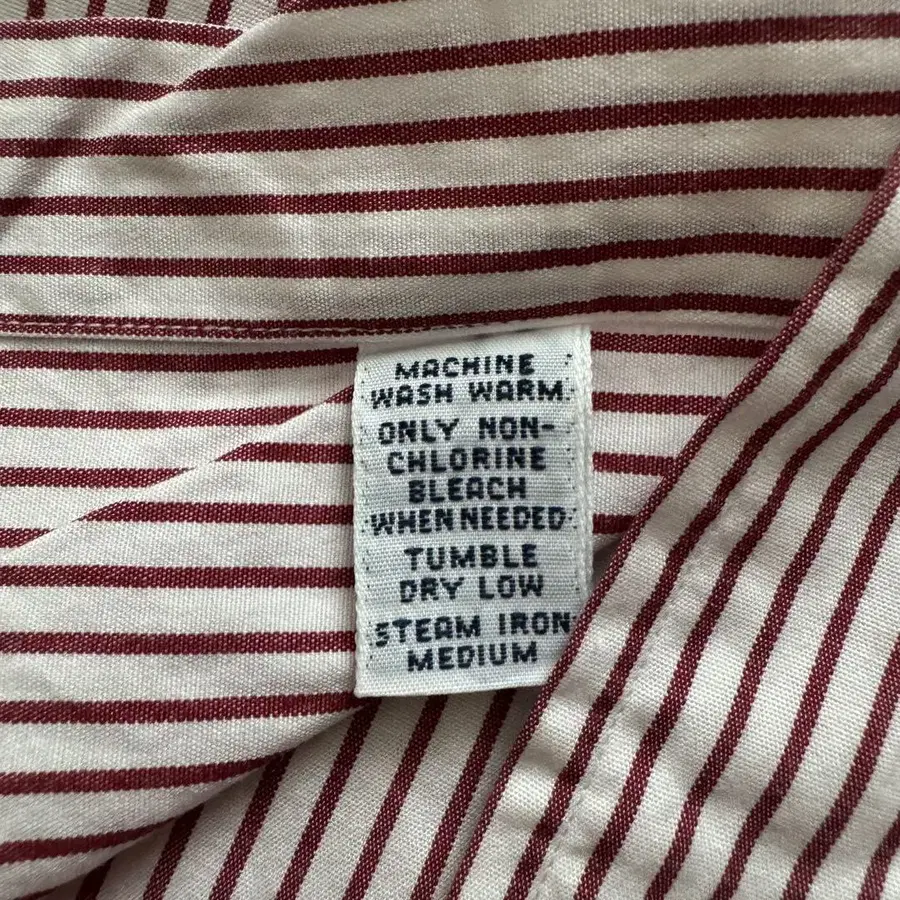 MACHINE
WASH WARM
ONLY NON-
CHLORINE
BLEACH
WHEN NEEDED
TUMBLE
DRY LOW
STEAM IRON
MEDIUM